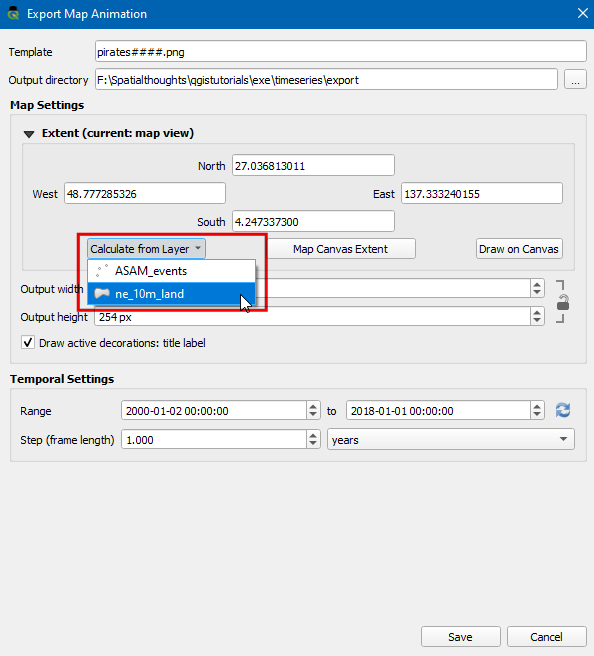 Export Map Animation
Template pirates####.png
Output directory F:\Spatialthoughts\qgistutorials\exe\timeseries\export ...
Map Settings
Extent (current: map view)
North 27.036813011
West 48.777285326 East 137.333240155
South 4.247337300
Calculate from Layer Map Canvas Extent Draw on Canvas
ASAM_events
Output width
ne_10m_land
Output height 254 px
Draw active decorations: title label
Temporal Settings
Range 2000-01-02 00:00:00 to 2018-01-01 00:00:00
Step (frame length) 1.000 years
Save Cancel